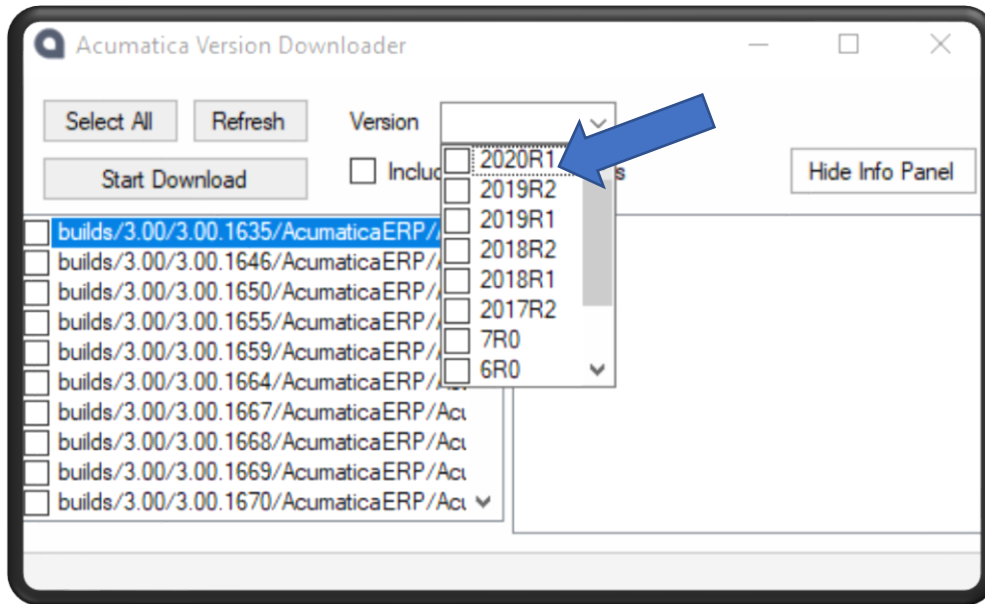 Acumatica Version Downloader
Select All Refresh Version
Start Download Hide Info Panel
2020R1
2019R2
2019R1
2018R2
2018R1
2017R2
7R0
6R0
builds/3.00/3.00.1635/AcumaticaERP/
builds/3.00/3.00.1646/AcumaticaERP/
builds/3.00/3.00.1650/AcumaticaERP/
builds/3.00/3.00.1655/AcumaticaERP/
builds/3.00/3.00.1659/AcumaticaERP/
builds/3.00/3.00.1664/AcumaticaERP/
builds/3.00/3.00.1667/AcumaticaERP/Acu
builds/3.00/3.00.1668/AcumaticaERP/Acu
builds/3.00/3.00.1669/AcumaticaERP/Acu
builds/3.00/3.00.1670/AcumaticaERP/Acu